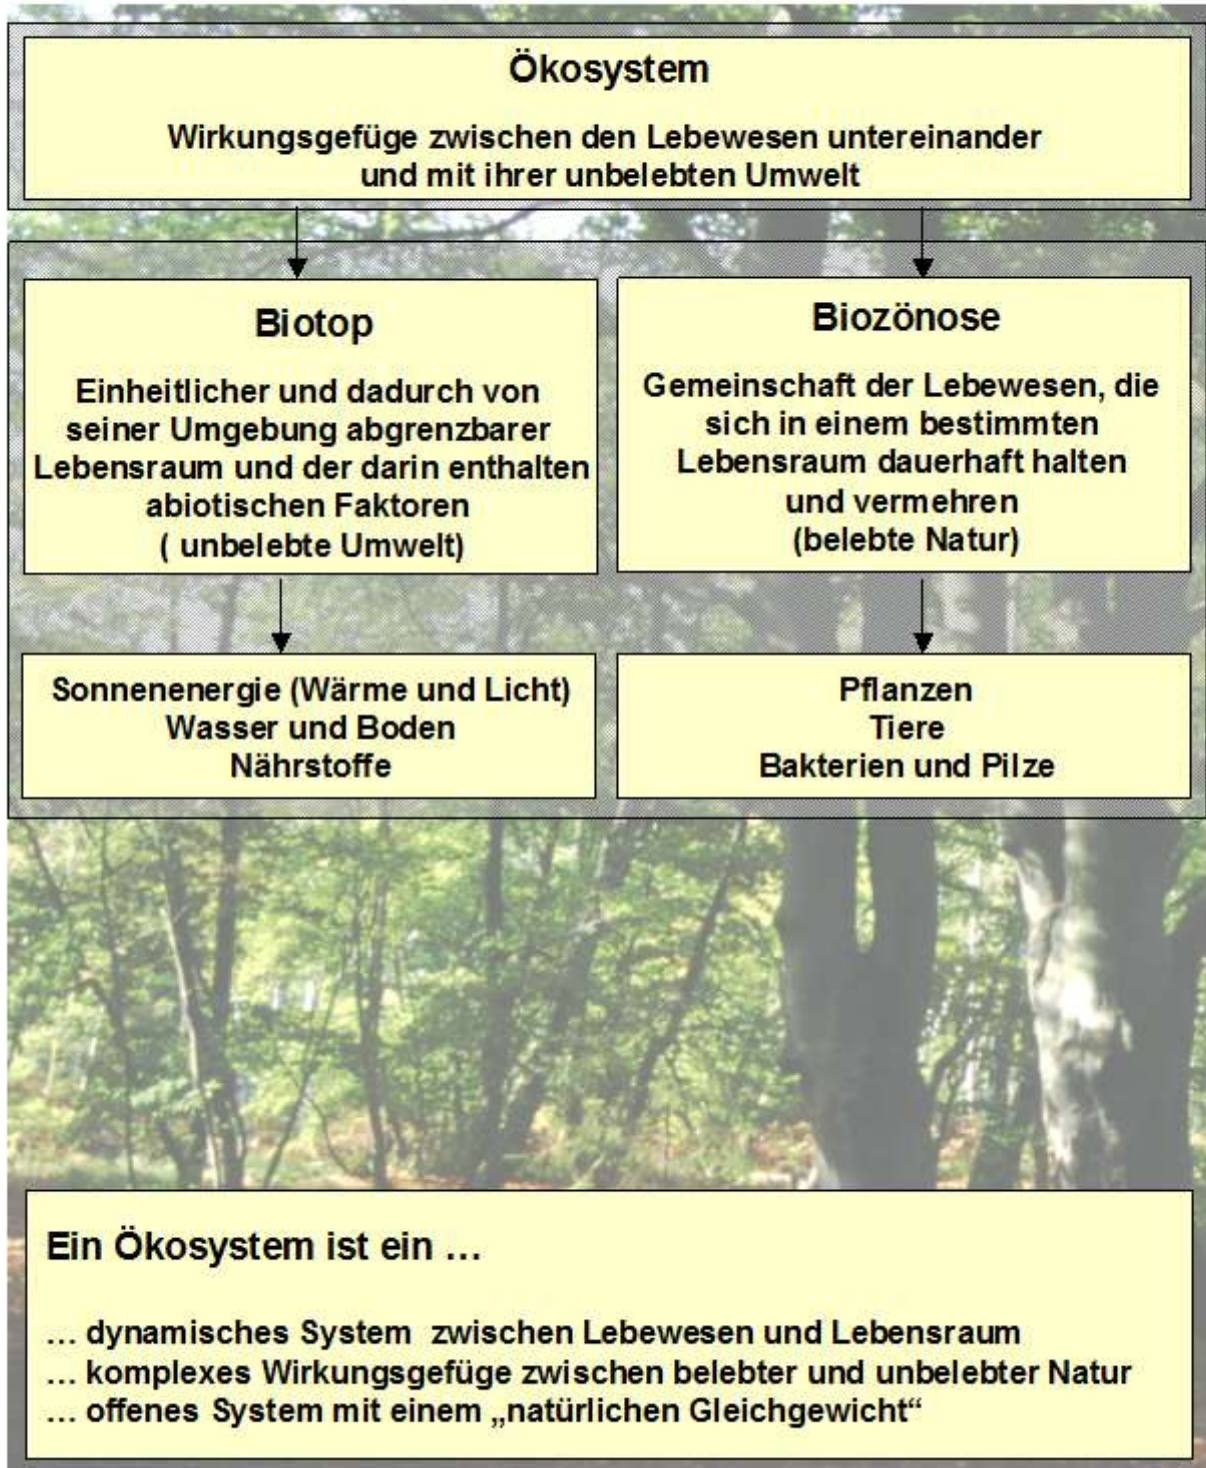 Ökosystem
Wirkungsgefüge zwischen den Lebewesen untereinander
und mit ihrer unbelebten Umwelt
Biotop
Einheitlicher und dadurch von
seiner Umgebung abgrenzbarer
Lebensraum und der darin enthalten
abiotischen Faktoren
( unbelebte Umwelt)
Biozönose
Gemeinschaft der Lebewesen, die
sich in einem bestimmten
Lebensraum dauerhaft halten
und vermehren
(belebte Natur)
Sonnenenergie (Wärme und Licht)
Wasser und Boden
Nährstoffe
Pflanzen
Tiere
Bakterien und Pilze
Ein Ökosystem ist ein …
… dynamisches System  zwischen Lebewesen und Lebensraum
… komplexes Wirkungsgefüge zwischen belebter und unbelebter Natur
… offenes System mit einem „natürlichen Gleichgewicht“